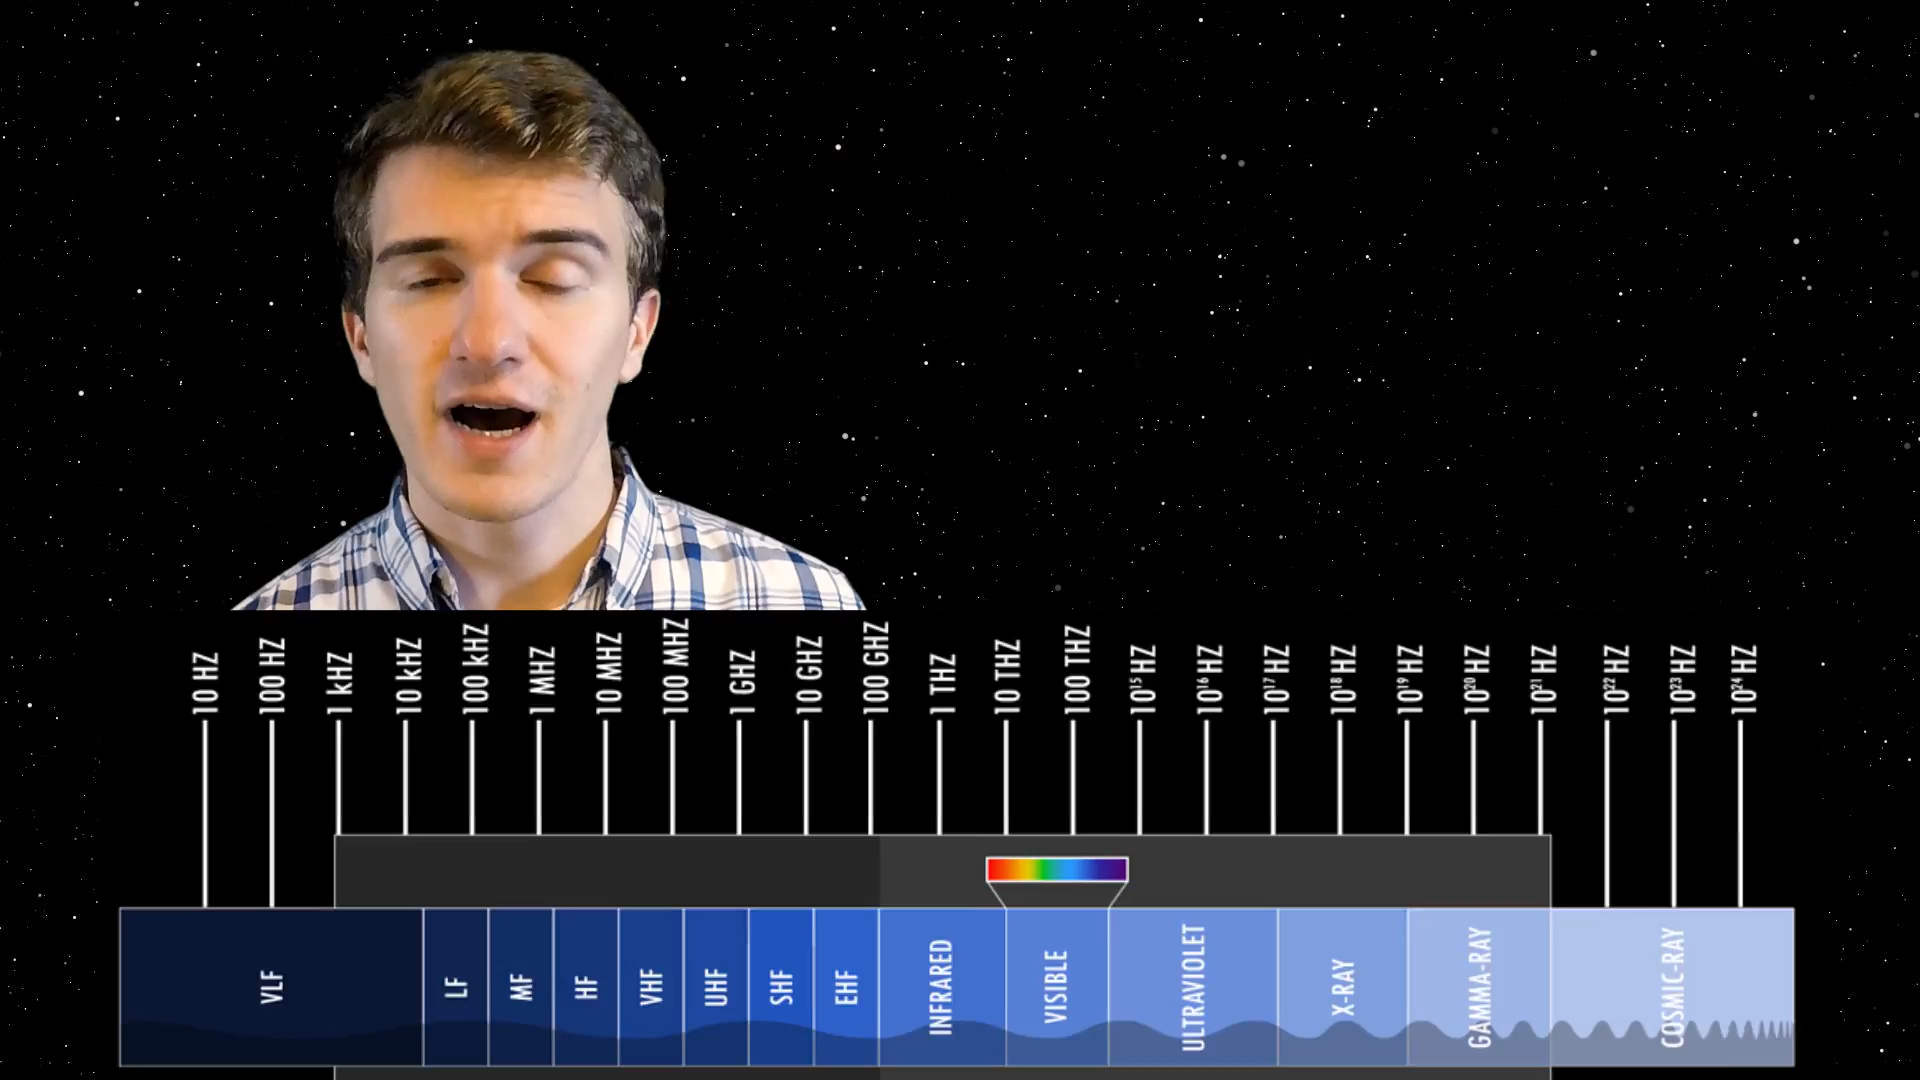 10 HZ
100 HZ
1 kHZ
10 kHZ
100 kHZ
1 MHZ
10 MHZ
100 MHZ
1 GHZ
10 GHZ
100 GHZ
1 THZ
10 THZ
100 THZ
10¹⁵ HZ
10¹⁶ HZ
10¹⁷ HZ
10¹⁸ HZ
10¹⁹ HZ
10²⁰ HZ
10²¹ HZ
10²² HZ
10²³ HZ
10²⁴ HZ
VLF
LF
MF
HF
VHF
UHF
SHF
EHF
INFRARED
VISIBLE
ULTRAVIOLET
X-RAY
GAMMA-RAY
COSMIC-RAY